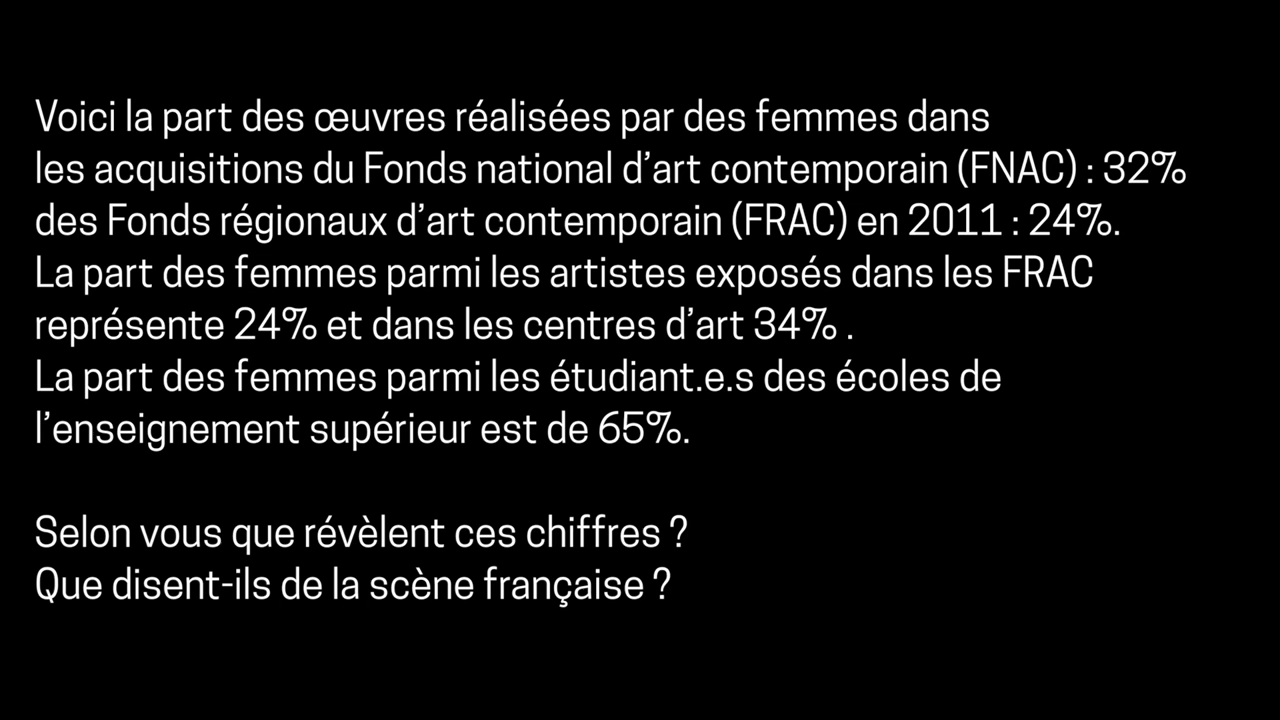 Voici la part des œuvres réalisées par des femmes dans
les acquisitions du Fonds national d’art contemporain (FNAC) : 32%
des Fonds régionaux d’art contemporain (FRAC) en 2011 : 24%.
La part des femmes parmi les artistes exposés dans les FRAC
représente 24% et dans les centres d’art 34% .
La part des femmes parmi les étudiant.e.s des écoles de
l’enseignement supérieur est de 65%.
Selon vous que révèlent ces chiffres ?
Que disent-ils de la scène française ?